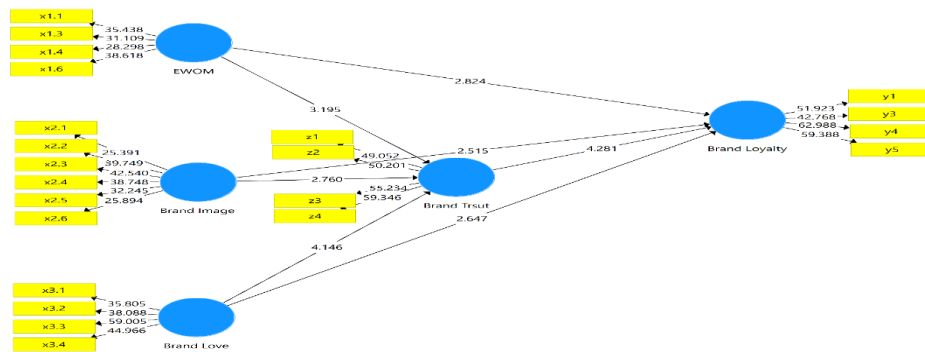 x1.1
x1.3
x1.4
x1.6
35.438
31.109
28.298
38.618
EWOM
2.824
3.195
x2.1
x2.2
x2.3
x2.4
x2.5
x2.6
25.391
39.749
42.540
38.748
32.245
25.894
Brand Image
2.515
2.760
z1
z2
z3
z4
49.052
50.201
55.234
59.346
Brand Trsut
4.281
y1
y3
y4
y5
51.923
42.768
62.988
59.388
Brand Loyalty
2.647
4.146
x3.1
x3.2
x3.3
x3.4
35.805
38.088
59.005
44.966
Brand Love